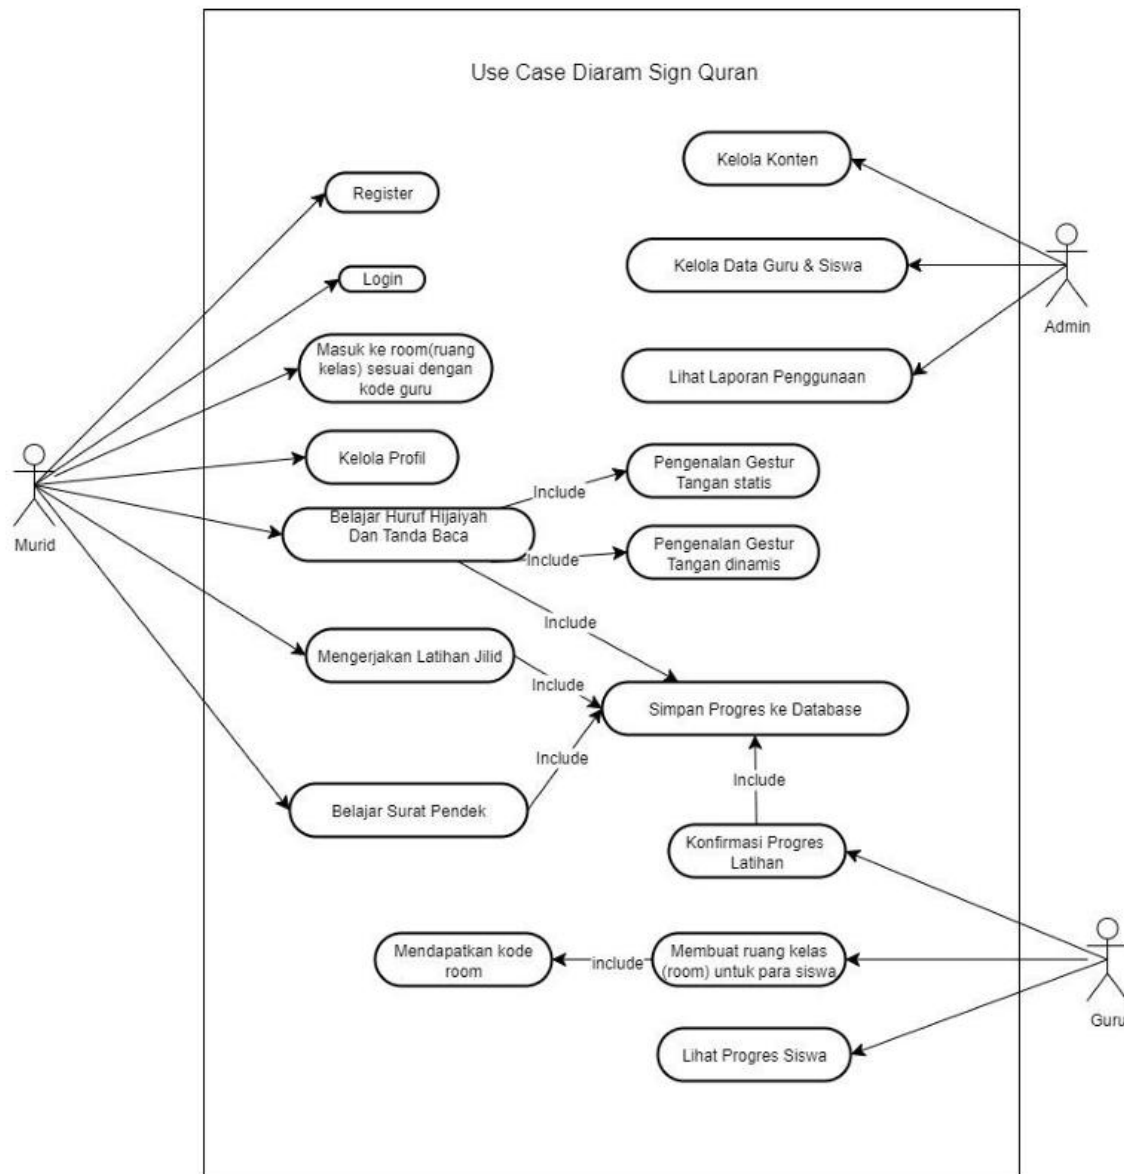 Use Case Diaram Sign Quran
Kelola Konten
Register
Kelola Data Guru & Siswa
Login
Admin
Masuk ke room(ruang
kelas) sesuai dengan
kode guru
Lihat Laporan Penggunaan
Kelola Profil
Pengenalan Gestur
Tangan statis
Include
Murid
Belajar Huruf Hijaiyah
Dan Tanda Baca
Include
Pengenalan Gestur
Tangan dinamis
Include
Mengerjakan Latihan Jilid
Include
Simpan Progres ke Database
Include
Include
Belajar Surat Pendek
Konfirmasi Progres
Latihan
Mendapatkan kode
room
include
Membuat ruang kelas
(room) untuk para siswa
Guru
Lihat Progres Siswa